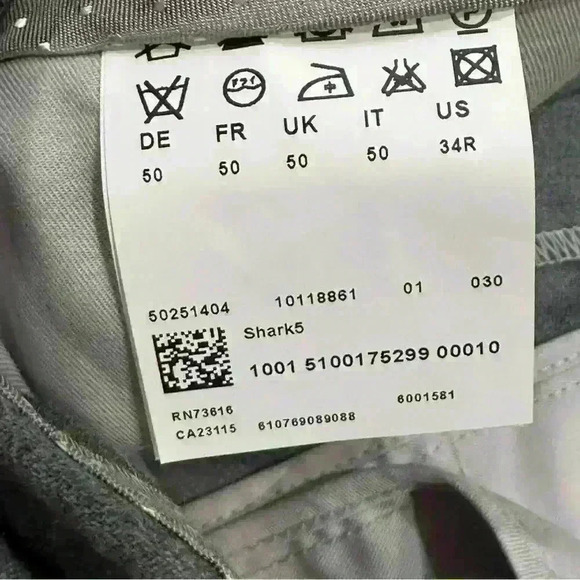 DE FR UK IT US
50 50 50 50 34R
50251404 10118861 01 030
Shark5
1001 5100175299 00010
RN73616 6001581
CA23115 610769089088